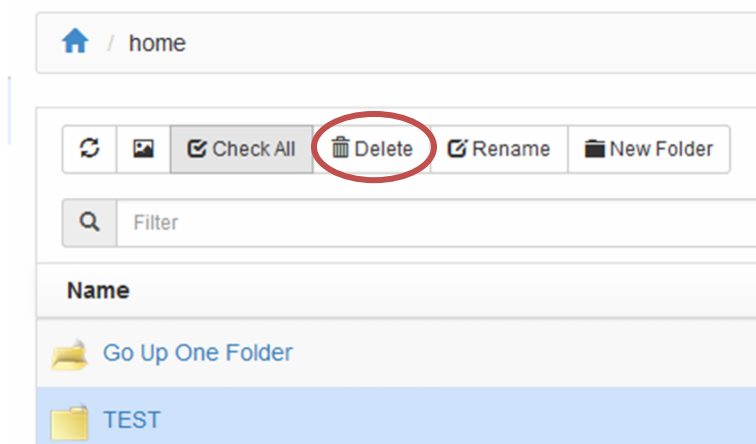 / home
Check All Delete Rename New Folder
Filter
Name
Go Up One Folder
TEST